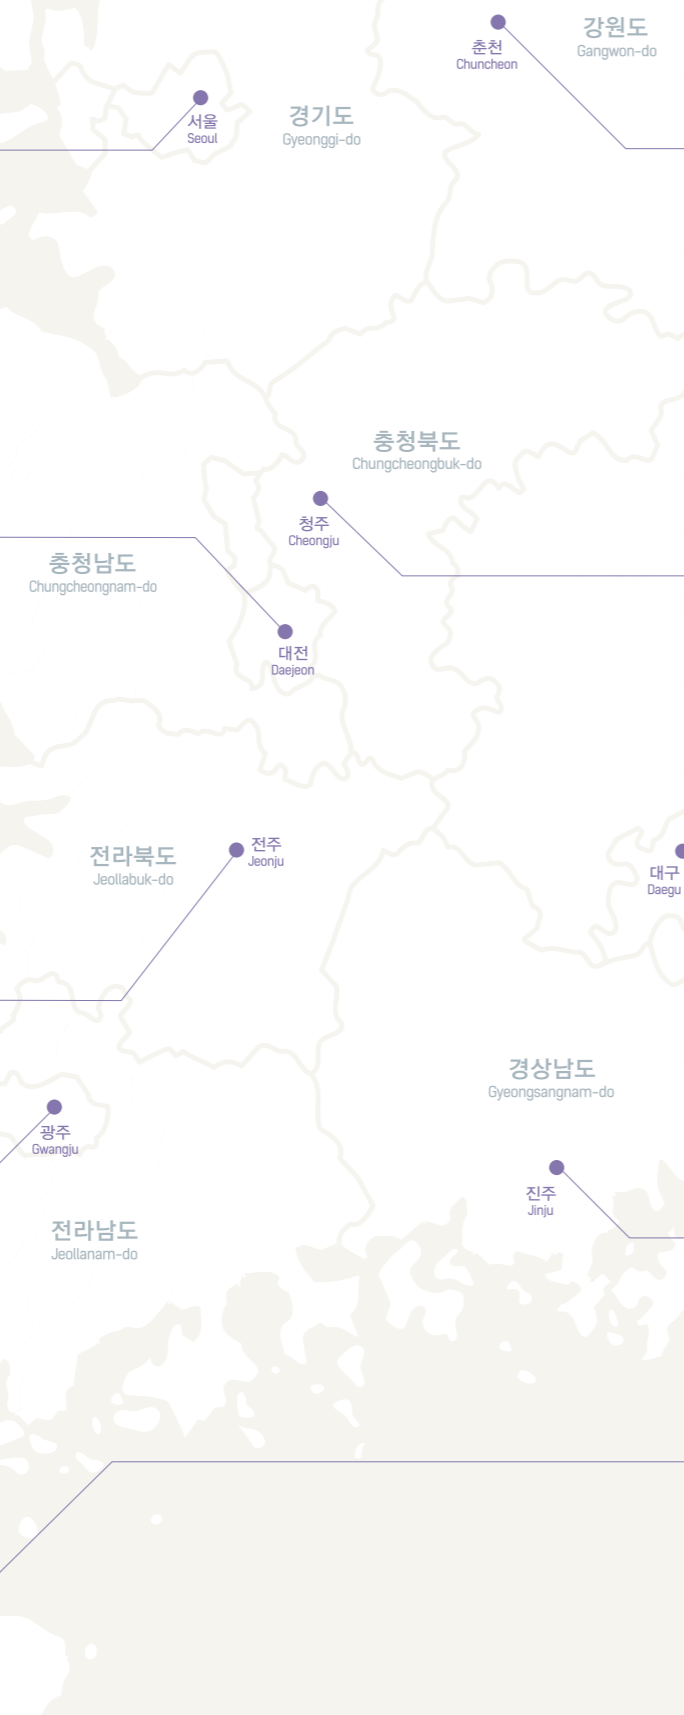 강원도
Gangwon-do
춘천
Chuncheon
경기도
Gyeonggi-do
서울
Seoul
충청북도
Chungcheongbuk-do
청주
Cheongju
충청남도
Chungcheongnam-do
대전
Daejeon
전주
Jeonju
전라북도
Jeollabuk-do
대구
Daegu
경상남도
Gyeongsangnam-do
광주
Gwangju
진주
Jinju
전라남도
Jeollanam-do